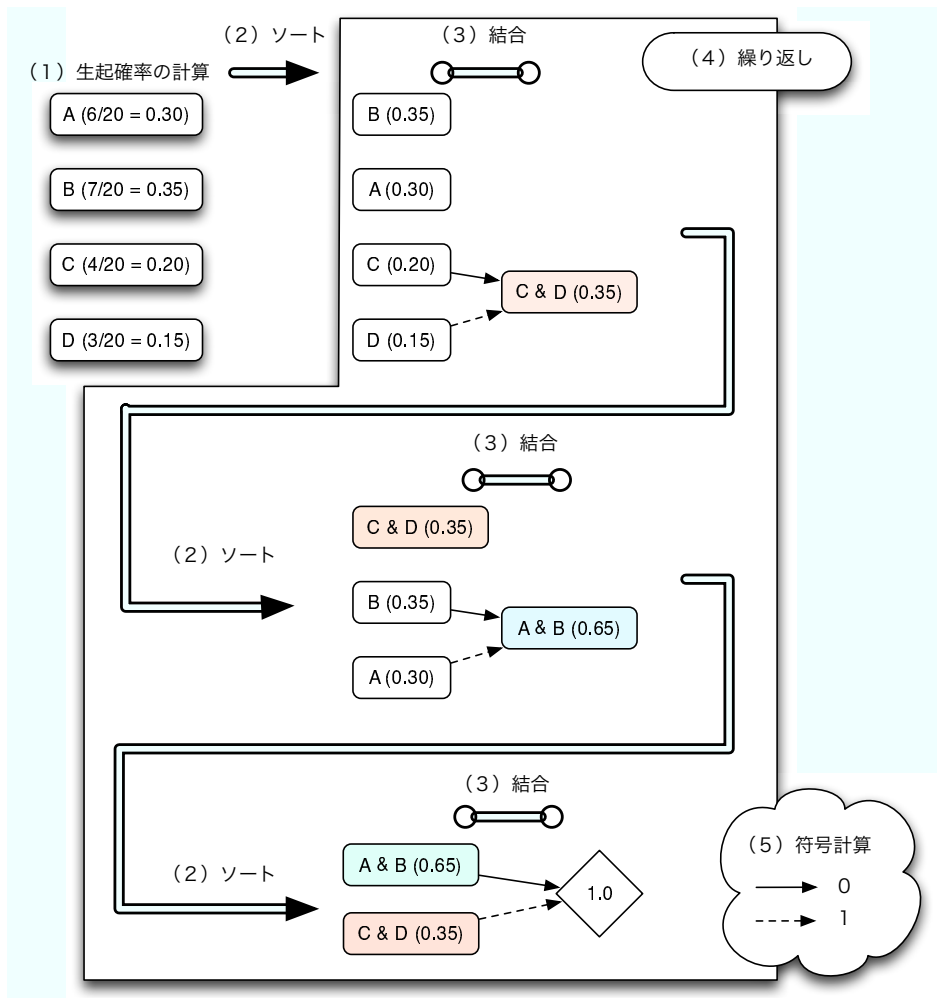 （1）生起確率の計算
（2）ソート
（3）結合
（4）繰り返し
A (6/20 = 0.30)
B (7/20 = 0.35)
C (4/20 = 0.20)
D (3/20 = 0.15)
B (0.35)
A (0.30)
C (0.20)
D (0.15)
C & D (0.35)
（3）結合
（2）ソート
C & D (0.35)
B (0.35)
A (0.30)
A & B (0.65)
（3）結合
（2）ソート
A & B (0.65)
C & D (0.35)
1.0
（5）符号計算
0
1